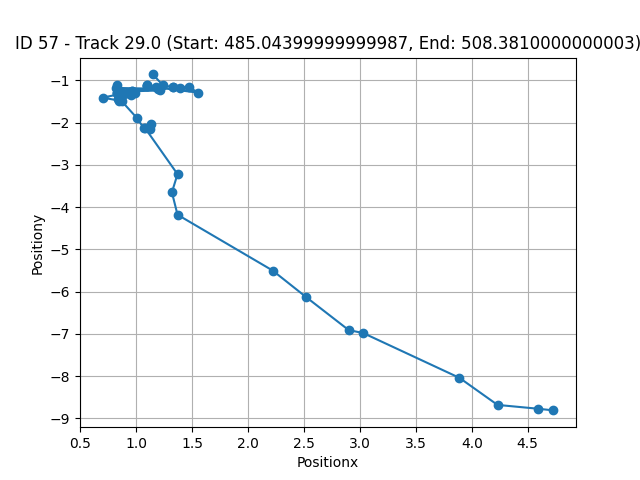 ID 57 - Track 29.0 (Start: 485.04399999999987, End: 508.3810000000003)
−1
−2
−3
−4
−5
−6
−7
−8
−9
Positiony
0.5 1.0 1.5 2.0 2.5 3.0 3.5 4.0 4.5
Positionx